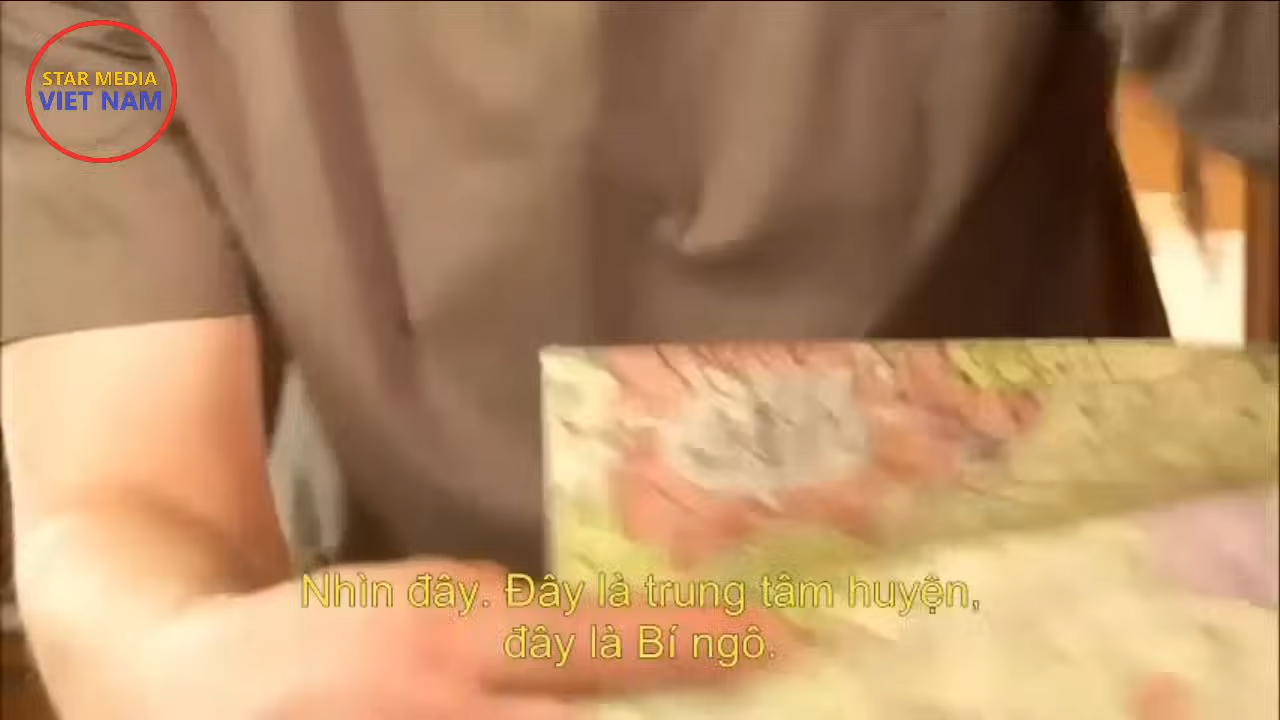 STAR MEDIA
VIET NAM
Nhìn đây. Đây là trung tâm huyện,
đây là Bí ngô.